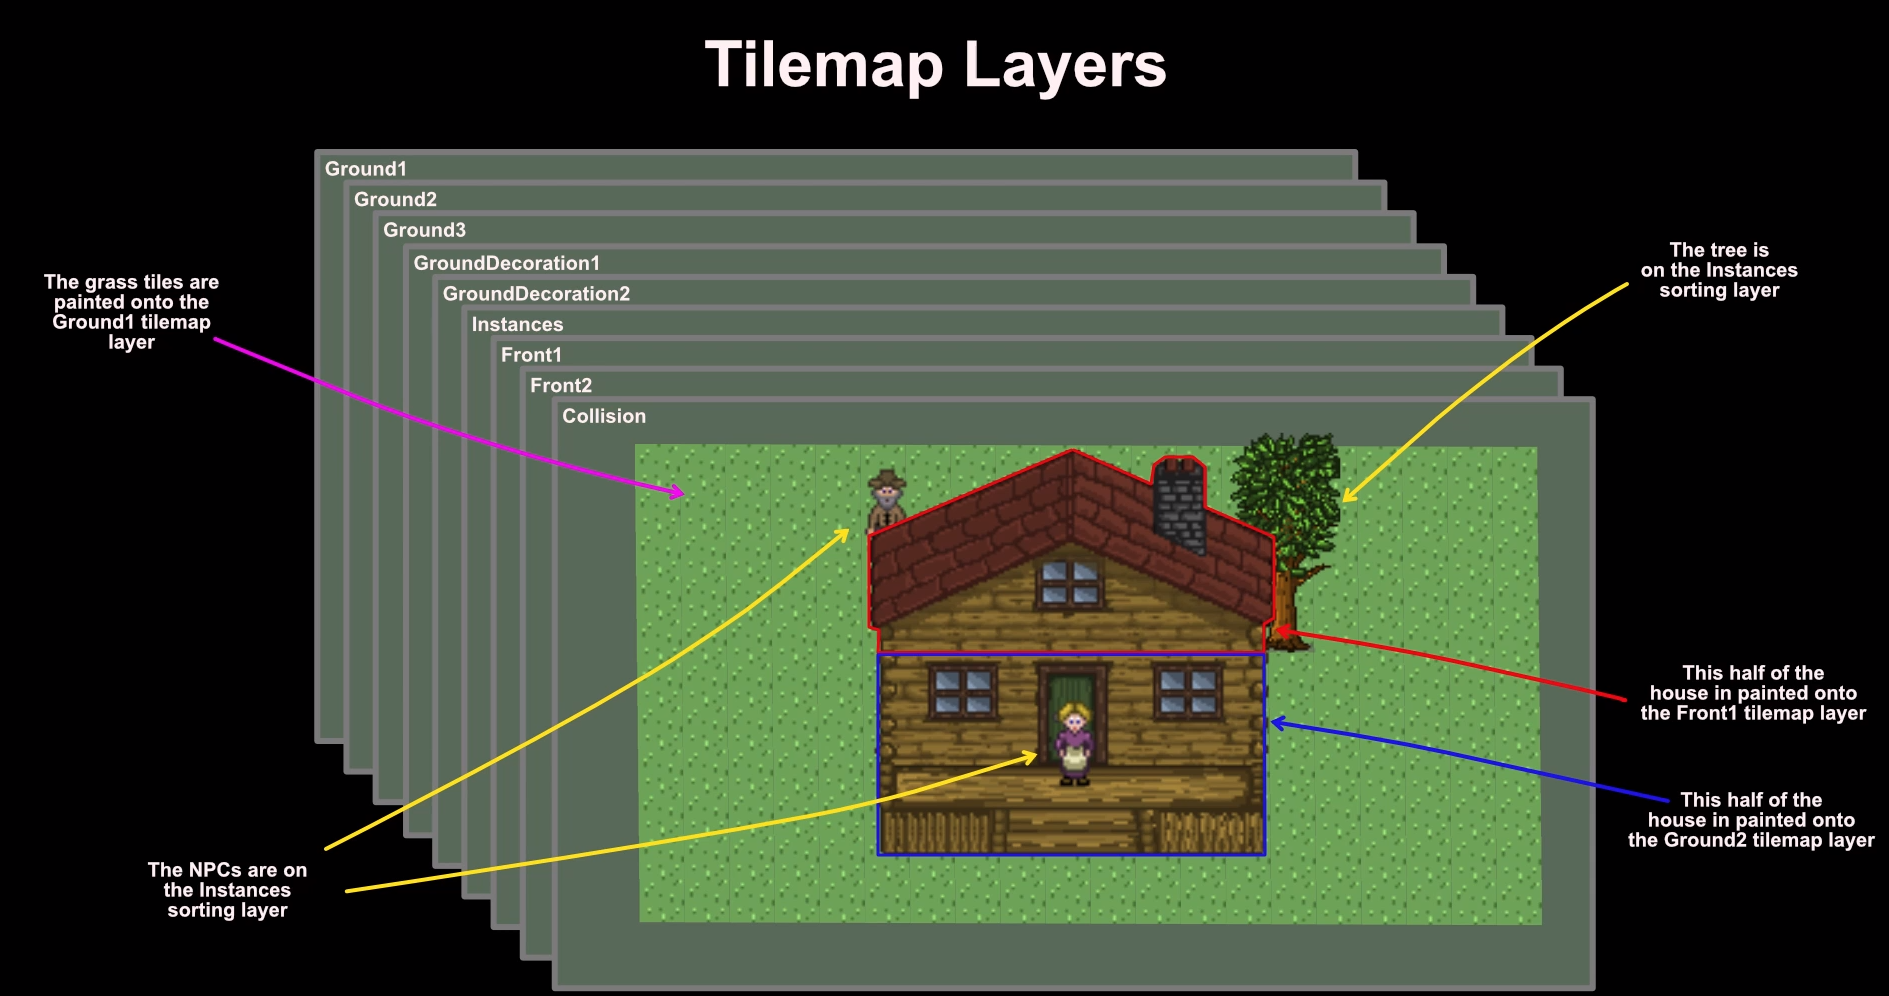 Tilemap Layers
Ground1
Ground2
Ground3
GroundDecoration1
GroundDecoration2
Instances
Front1
Front2
Collision
The grass tiles are
painted onto the
Ground1 tilemap
layer
The tree is
on the Instances
sorting layer
This half of the
house in painted onto
the Front1 tilemap layer
This half of the
house in painted onto
the Ground2 tilemap layer
The NPCs are on
the Instances
sorting layer